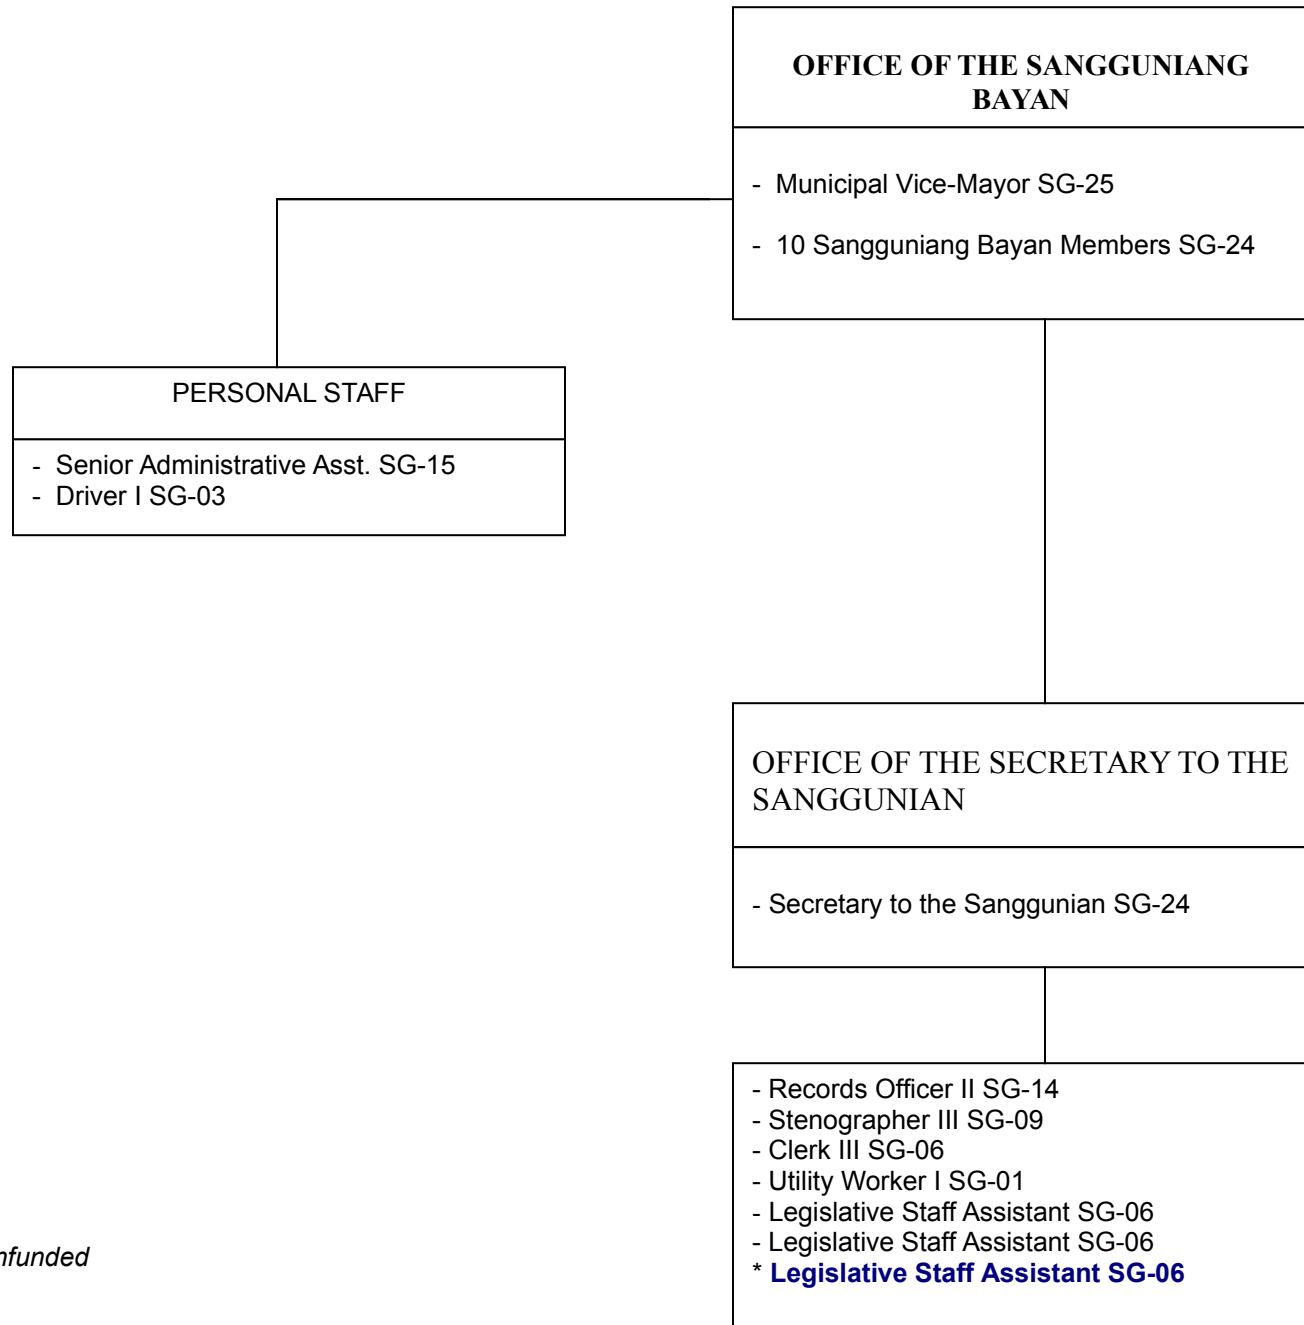 OFFICE OF THE SANGGUNIANG
BAYAN
- Municipal Vice-Mayor SG-25
- 10 Sangguniang Bayan Members SG-24
PERSONAL STAFF
- Senior Administrative Asst. SG-15
- Driver I SG-03
OFFICE OF THE SECRETARY TO THE
SANGGUNIAN
- Secretary to the Sanggunian SG-24
- Records Officer II SG-14
- Stenographer III SG-09
- Clerk III SG-06
- Utility Worker I SG-01
- Legislative Staff Assistant SG-06
- Legislative Staff Assistant SG-06
* Legislative Staff Assistant SG-06